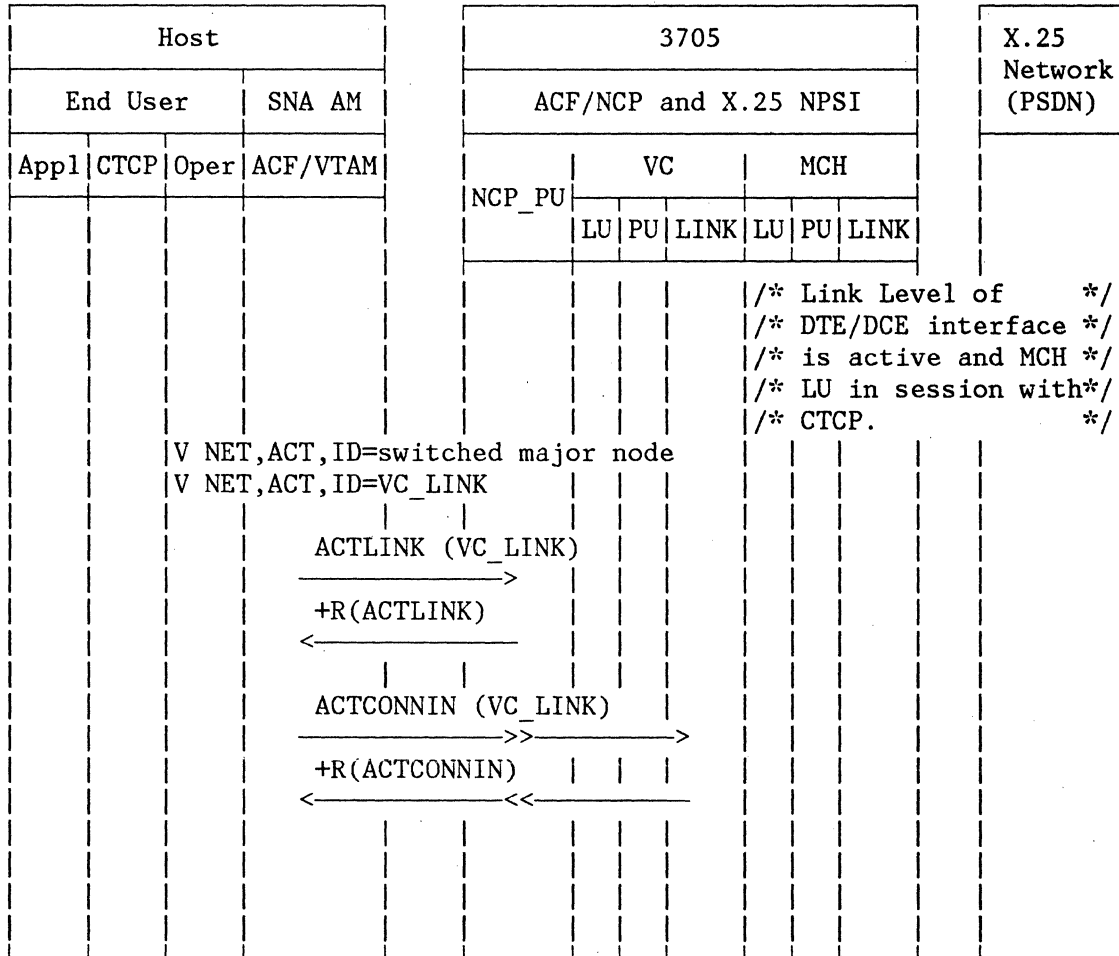 Host 3705 X.25
Network
End User SNA AM ACF/NCP and X.25 NPSI (PSDN)
Appl CTCP Oper ACF/VTAM VC MCH
NCP_PU
LU PU LINK LU PU LINK
/* Link Level of */
/* DTE/DCE interface */
/* is active and MCH */
/* LU in session with*/
/* CTCP. */
V NET,ACT,ID=switched major node
V NET,ACT,ID=VC_LINK
ACTLINK (VC_LINK)
+R(ACTLINK)
ACTCONNIN (VC_LINK)
+R(ACTCONNIN)